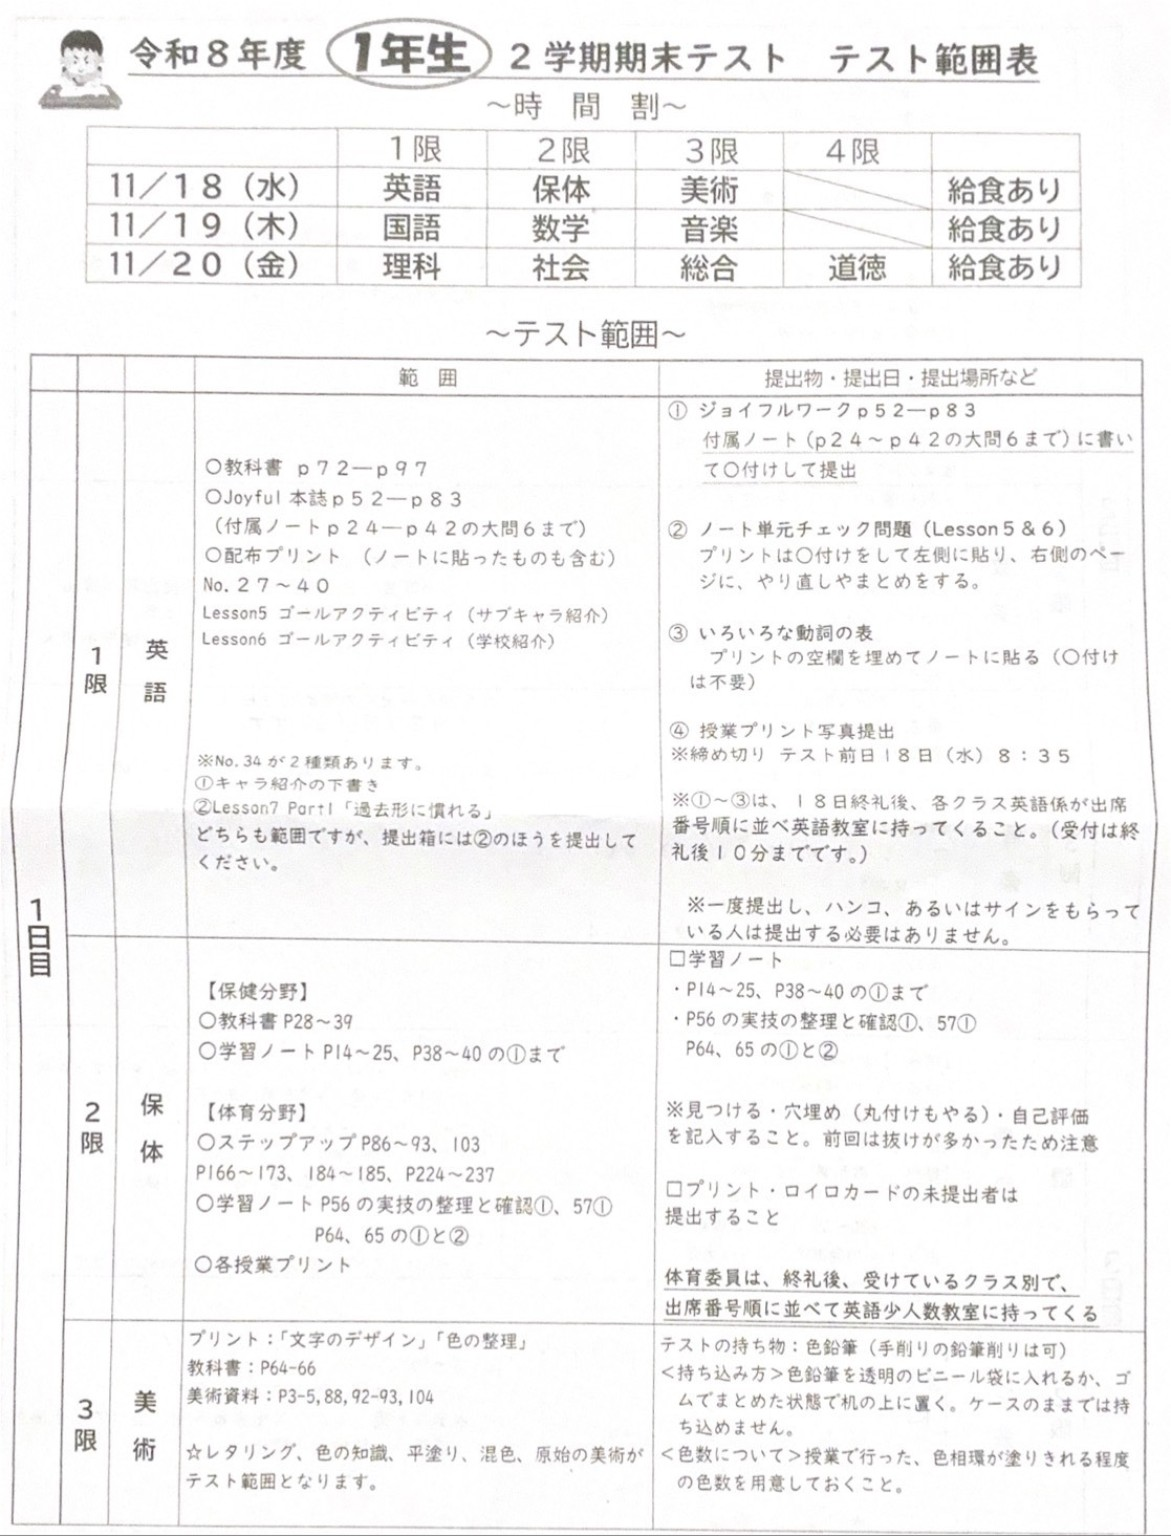 令和８年度 1年生 ２学期期末テスト テスト範囲表
～時 間 割～
１限 ２限 ３限 ４限
11／１８（水） 英語 保体 美術 給食あり
11／１９（木） 国語 数学 音楽 給食あり
11／２０（金） 理科 社会 総合 道徳 給食あり
～テスト範囲～
範 囲
提出物・提出日・提出場所など
１日目
１限
英語
○教科書 ｐ７２―ｐ９７
○Joyful 本誌ｐ５２―ｐ８３
（付属ノートｐ２４―ｐ４２の大問６まで）
○配布プリント （ノートに貼ったものも含む）
No.２７～４０
Lesson5 ゴールアクティビティ（サブキャラ紹介）
Lesson6 ゴールアクティビティ（学校紹介）
※No.34が２種類あります。
①キャラ紹介の下書き
②Lesson7 Part1「過去形に慣れる」
どちらも範囲ですが、提出箱には②のほうを提出して
ください。
① ジョイフルワークｐ５２―ｐ８３
付属ノート（ｐ２４～ｐ４２の大問６まで）に書い
て○付けして提出
② ノート単元チェック問題（Lesson５＆６）
プリントは○付けをして左側に貼り、右側のペー
ジに、やり直しやまとめをする。
③ いろいろな動詞の表
プリントの空欄を埋めてノートに貼る（○付け
は不要）
④ 授業プリント写真提出
※締め切り テスト前日１８日（水）８：３５
※①～③は、１８日終礼後、各クラス英語係が出席
番号順に並べ英語教室に持ってくること。（受付は終
礼後１０分までです。）
※一度提出し、ハンコ、あるいはサインをもらって
いる人は提出する必要はありません。
２限
保体
【保健分野】
○教科書 P28～39
○学習ノート P14～25、P38～40 の①まで
【体育分野】
○ステップアップ P86～93、103
P166～173、184～185、P224～237
○学習ノート P56 の実技の整理と確認①、57①
P64、65 の①と②
○各授業プリント
□学習ノート
・P14～25、P38～40 の①まで
・P56 の実技の整理と確認①、57①
P64、65 の①と②
※見つける・穴埋め（丸付けもやる）・自己評価
を記入すること。前回は抜けが多かったため注意
□プリント・ロイロカードの未提出者は
提出すること
体育委員は、終礼後、受けているクラス別で、
出席番号順に並べて英語少人数教室に持ってくる
３限
美術
プリント：「文字のデザイン」「色の整理」
教科書：P64-66
美術資料：P3-5,88,92-93,104
☆レタリング、色の知識、平塗り、混色、原始の美術が
テスト範囲となります。
テストの持ち物：色鉛筆（手削りの鉛筆削りは可）
＜持ち込み方＞色鉛筆を透明のビニール袋に入れるか、ゴ
ムでまとめた状態で机の上に置く。ケースのままでは持
ち込めません。
＜色数について＞授業で行った、色相環が塗りきれる程度
の色数を用意しておくこと。